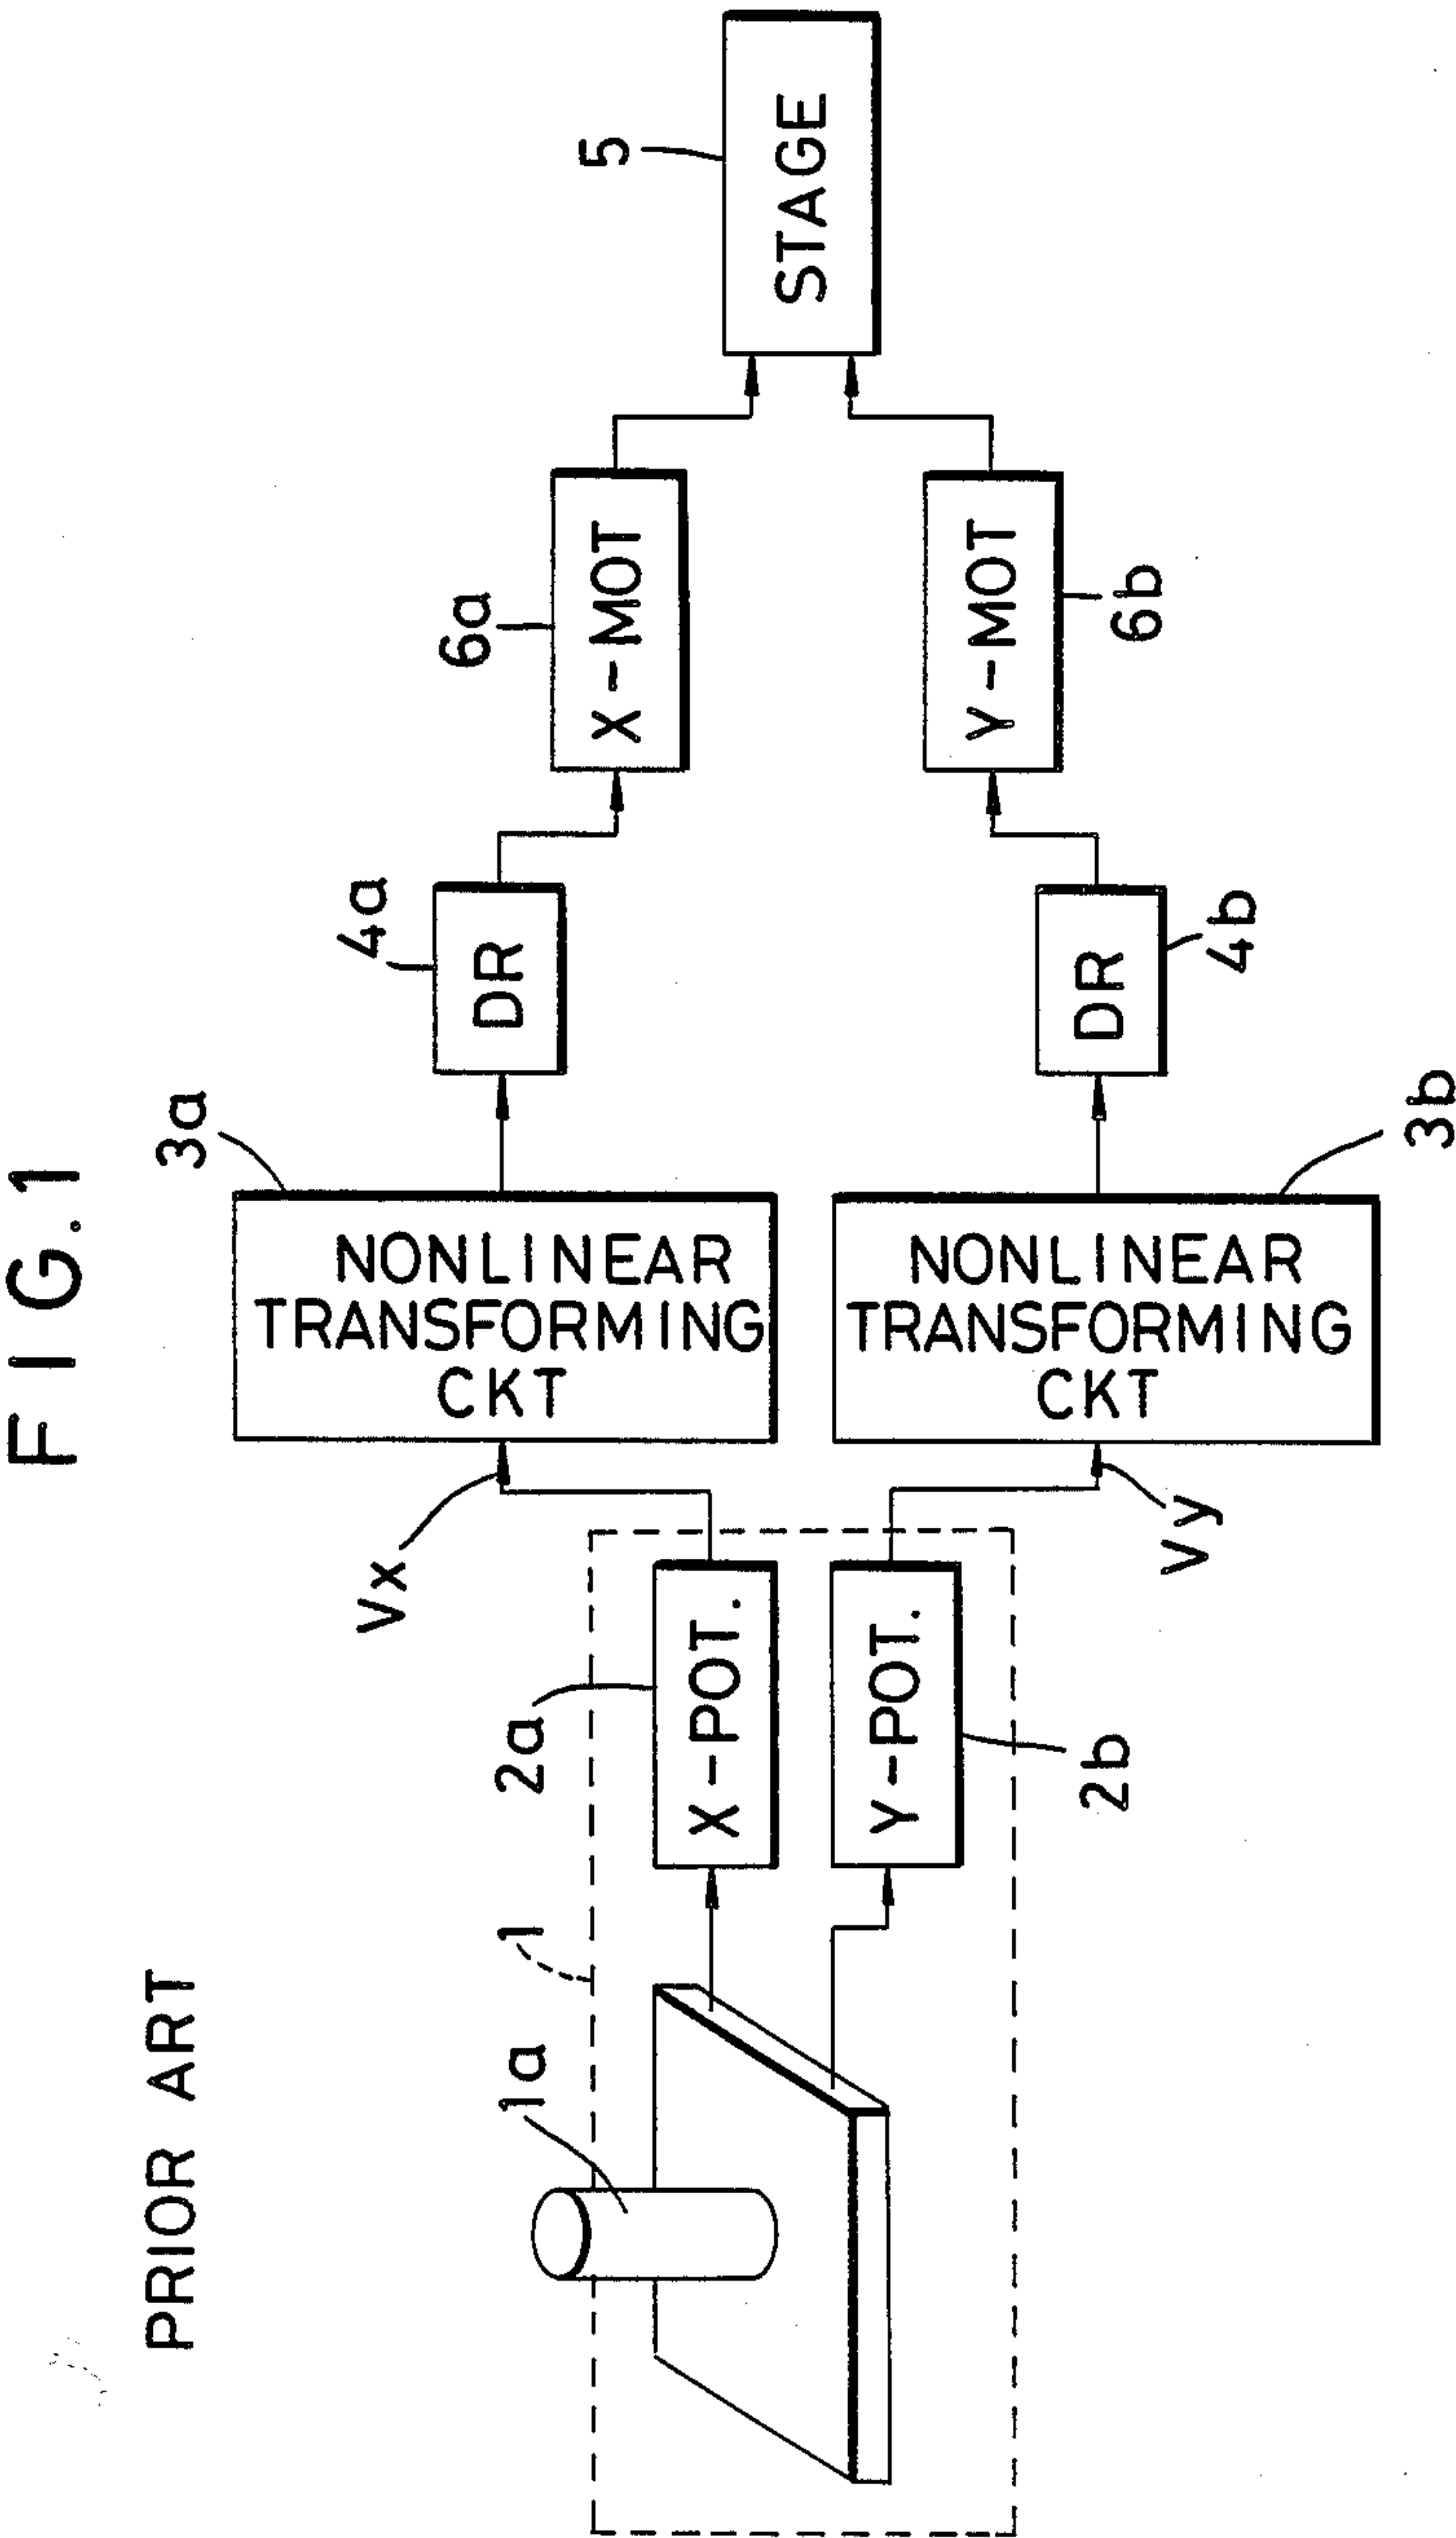 FIG.1
PRIOR ART
1a
1
2a
X-POT.
Y-POT.
2b
Vx
Vy
3a
NONLINEAR
TRANSFORMING
CKT
NONLINEAR
TRANSFORMING
CKT
3b
4a
DR
DR
4b
6a
X-MOT
Y-MOT
6b
5
STAGE